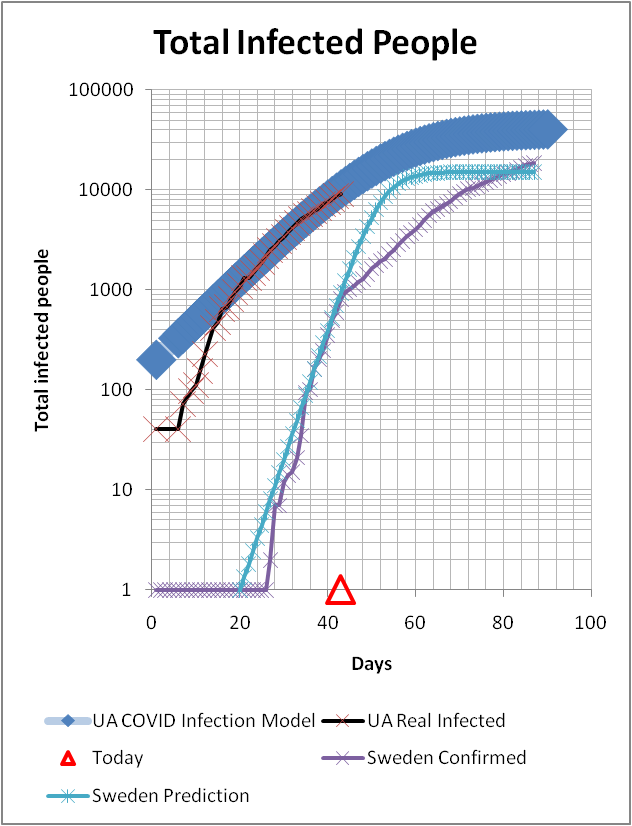 Total Infected People
Total infected people
100000
10000
1000
100
10
1
0 20 40 60 80 100
Days
UA COVID Infection Model UA Real Infected
Today Sweden Confirmed
Sweden Prediction